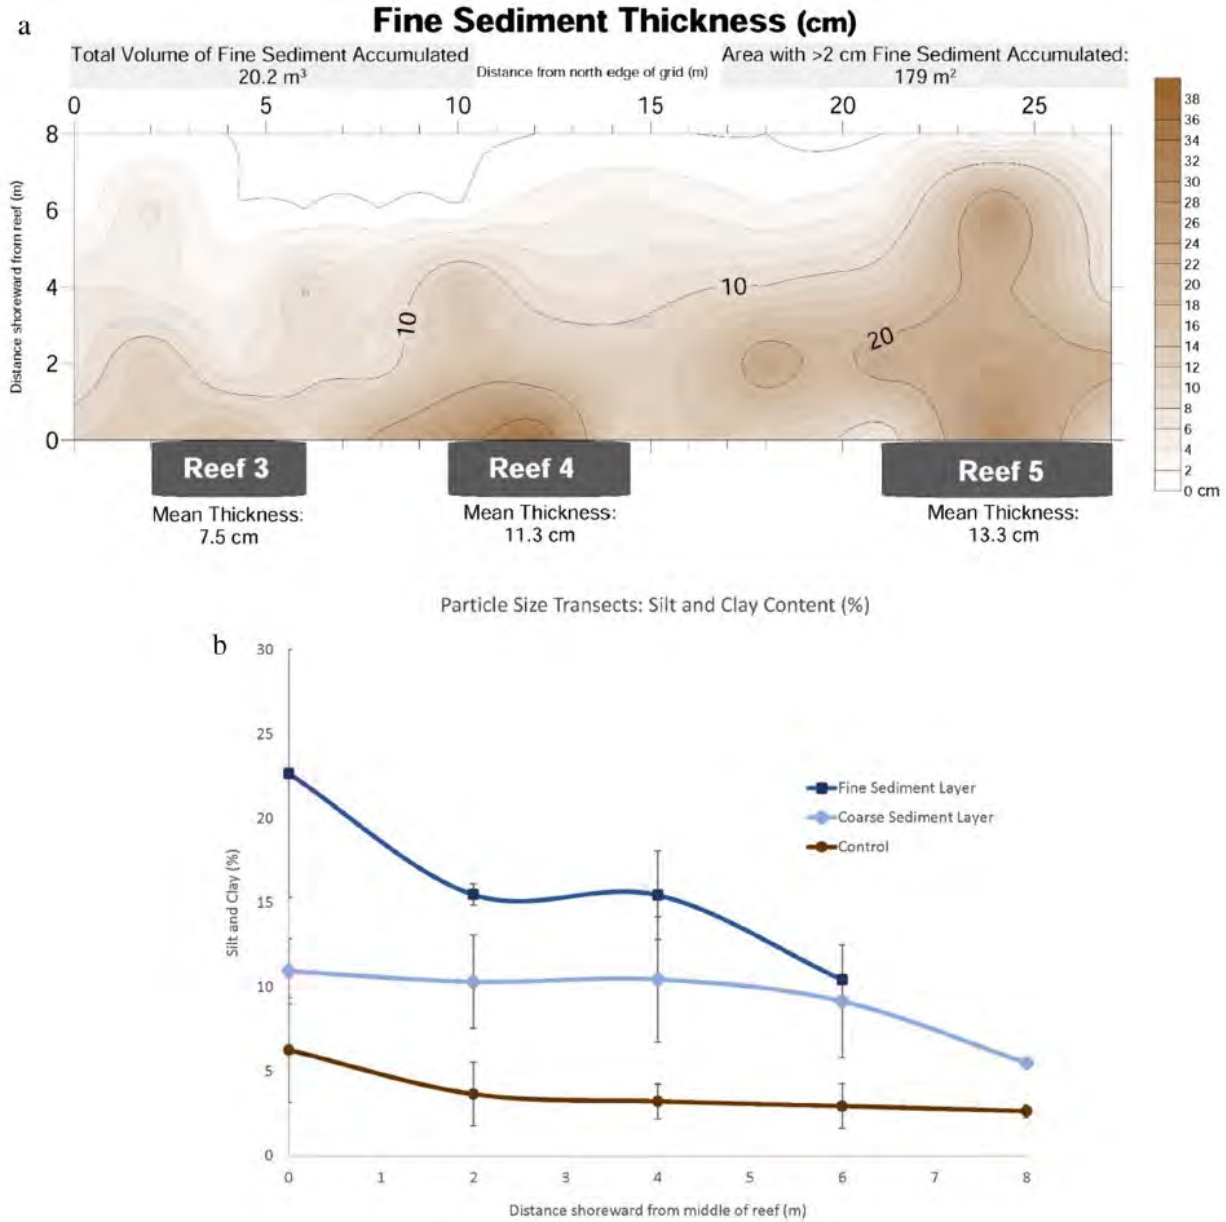 a
Fine Sediment Thickness (cm)
Total Volume of Fine Sediment Accumulated
20.2 m³
Distance from north edge of grid (m)
Area with >2 cm Fine Sediment Accumulated:
179 m²
0 5 10 15 20 25
8
6
4
2
0
Distance shoreward from reef (m)
10
10
20
38
36
34
32
30
38
26
24
22
20
18
16
14
12
10
8
6
4
2
0 cm
Reef 3
Reef 4
Reef 5
Mean Thickness:
7.5 cm
Mean Thickness:
11.3 cm
Mean Thickness:
13.3 cm
Particle Size Transects: Silt and Clay Content (%)
b
30
25
20
15
10
5
0
Silt and Clay (%)
Fine Sediment Layer
Coarse Sediment Layer
Control
0 1 2 3 4 5 6 7 8
Distance shoreward from middle of reef (m)